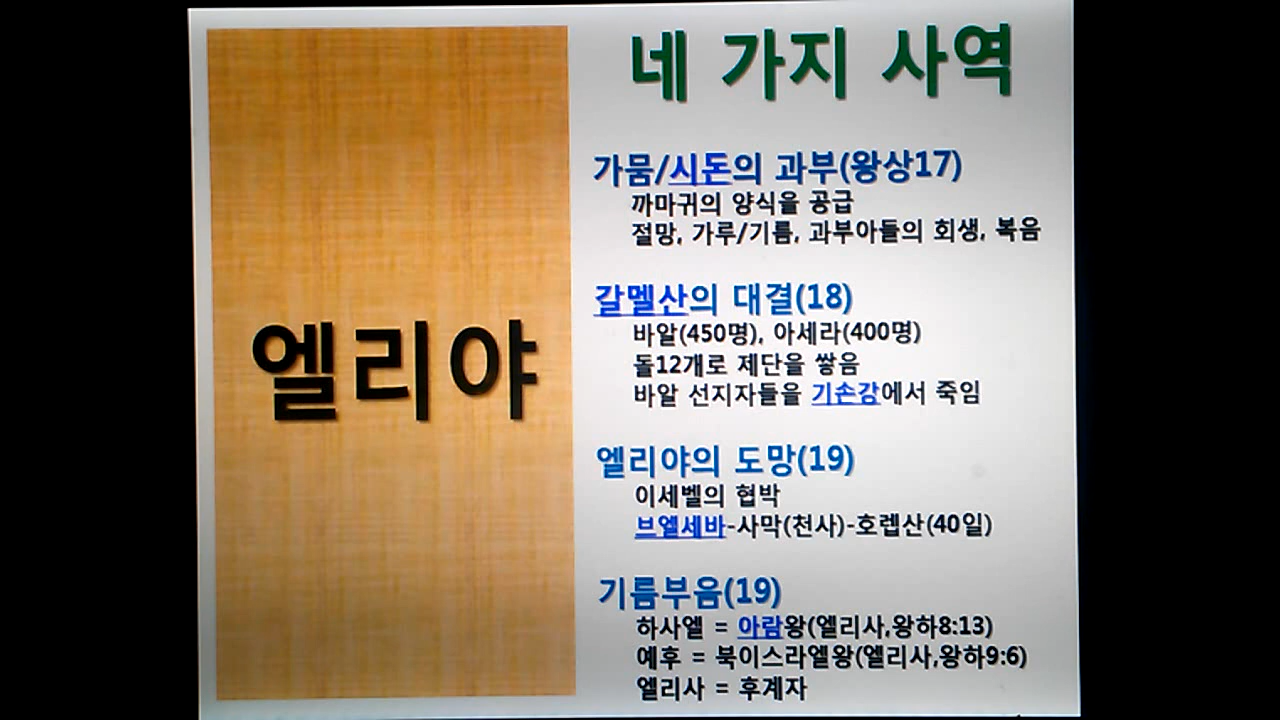 엘리야
네 가지 사역
가뭄/시돈의 과부(왕상17)
까마귀의 양식을 공급
절망, 가루/기름, 과부아들의 회생, 복음
갈멜산의 대결(18)
바알(450명), 아세라(400명)
돌12개로 제단을 쌓음
바알 선지자들을 기손강에서 죽임
엘리야의 도망(19)
이세벨의 협박
브엘세바-사막(천사)-호렙산(40일)
기름부음(19)
하사엘 = 아람왕(엘리사,왕하8:13)
예후 = 북이스라엘왕(엘리사,왕하9:6)
엘리사 = 후계자